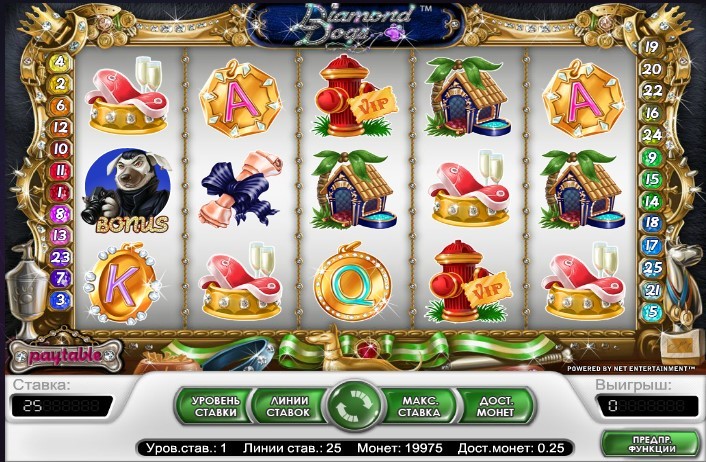 Diamond
Dogs ™
4
2
6
12
10
11
1
8
13
23
7
3
A
VIP
A
BONUS
K
Q
VIP
19
20
22
16
24
9
15
14
18
17
25
21
5
paytable
POWERED BY NET ENTERTAINMENT™
Ставка:
25
УРОВЕНЬ
СТАВКИ
ЛИНИИ
СТАВОК
МАКС.
СТАВКА
ДОСТ.
МОНЕТ
Выигрыш:
0
Уров.став.: 1 Линии став.: 25 Монет: 19975 Дост.монет: 0.25
ПРЕДПР.
ФУНКЦИИ